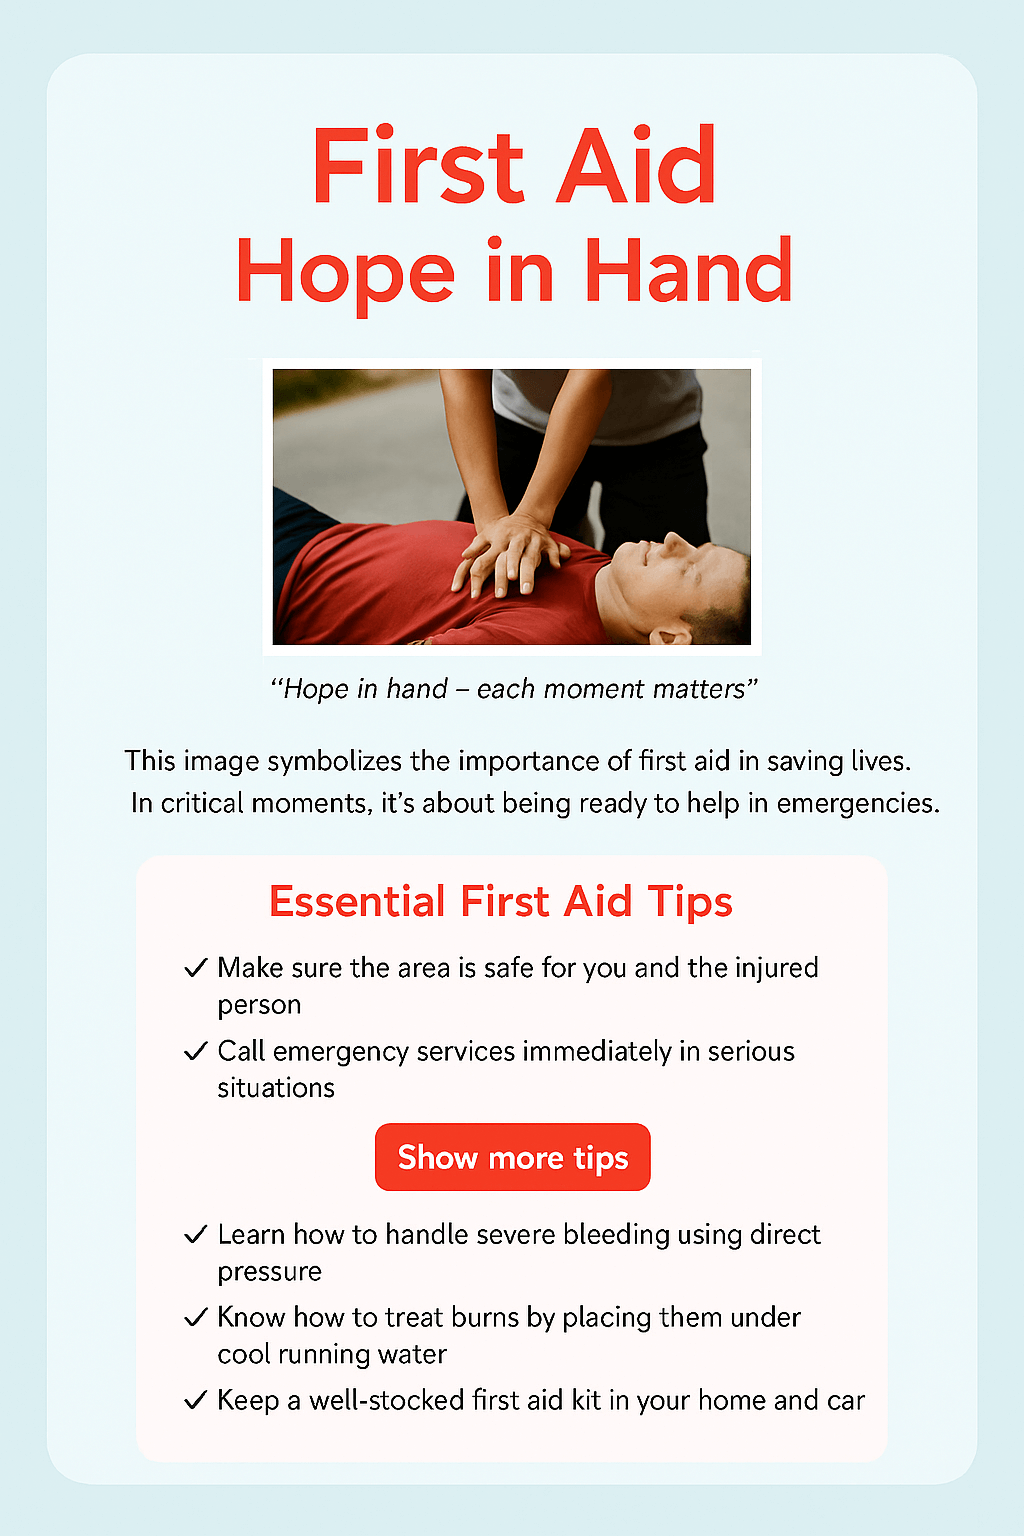 First Aid
Hope in Hand
“Hope in hand – each moment matters”
This image symbolizes the importance of first aid in saving lives.
In critical moments, it’s about being ready to help in emergencies.
Essential First Aid Tips
✓ Make sure the area is safe for you and the injured
person
✓ Call emergency services immediately in serious
situations
Show more tips
✓ Learn how to handle severe bleeding using direct
pressure
✓ Know how to treat burns by placing them under
cool running water
✓ Keep a well-stocked first aid kit in your home and car